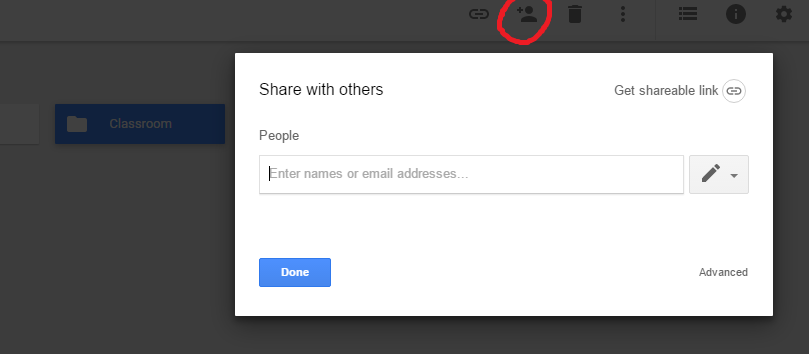 Classroom
Share with others
Get shareable link
People
Enter names or email addresses...
Done
Advanced